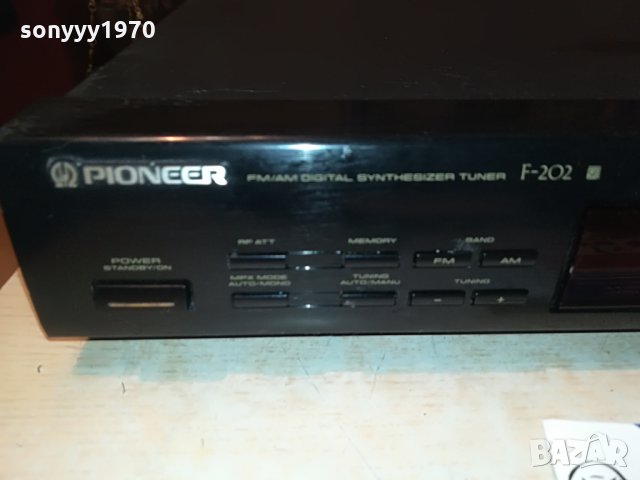 sonyyy1970
PIONEER FM/AM DIGITAL SYNTHESIZER TUNER F-202
POWER
STANDBY/ON
RF ATT
MEMORY
BAND
FM
AM
MPX MODE
AUTO/MONO
TUNING
AUTO/MANU
TUNING
−
+
BAZAR